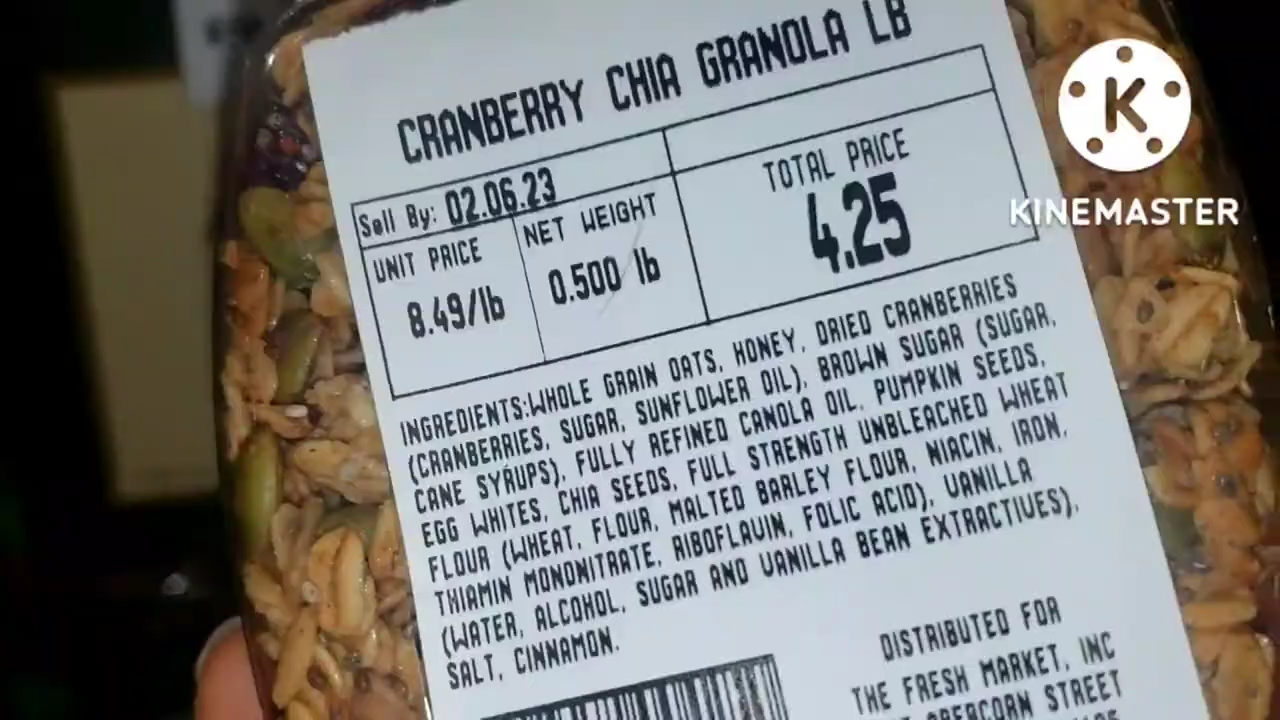 CRANBERRY CHIA GRANOLA LB
Sell By: 02.06.23
UNIT PRICE
8.49/lb
NET WEIGHT
0.500 lb
TOTAL PRICE
4.25
INGREDIENTS:WHOLE GRAIN OATS, HONEY, DRIED CRANBERRIES
(CRANBERRIES, SUGAR, SUNFLOWER OIL), BROWN SUGAR (SUGAR,
CANE SYRUPS), FULLY REFINED CANOLA OIL, PUMPKIN SEEDS,
EGG WHITES, CHIA SEEDS, FULL STRENGTH UNBLEACHED WHEAT
FLOUR (WHEAT, FLOUR, MALTED BARLEY FLOUR, NIACIN, IRON,
THIAMIN MONONITRATE, RIBOFLAVIN, FOLIC ACID), VANILLA
(WATER, ALCOHOL, SUGAR AND VANILLA BEAN EXTRACTIVES),
SALT, CINNAMON.
DISTRIBUTED FOR
THE FRESH MARKET, INC
STREET
K
KINEMASTER